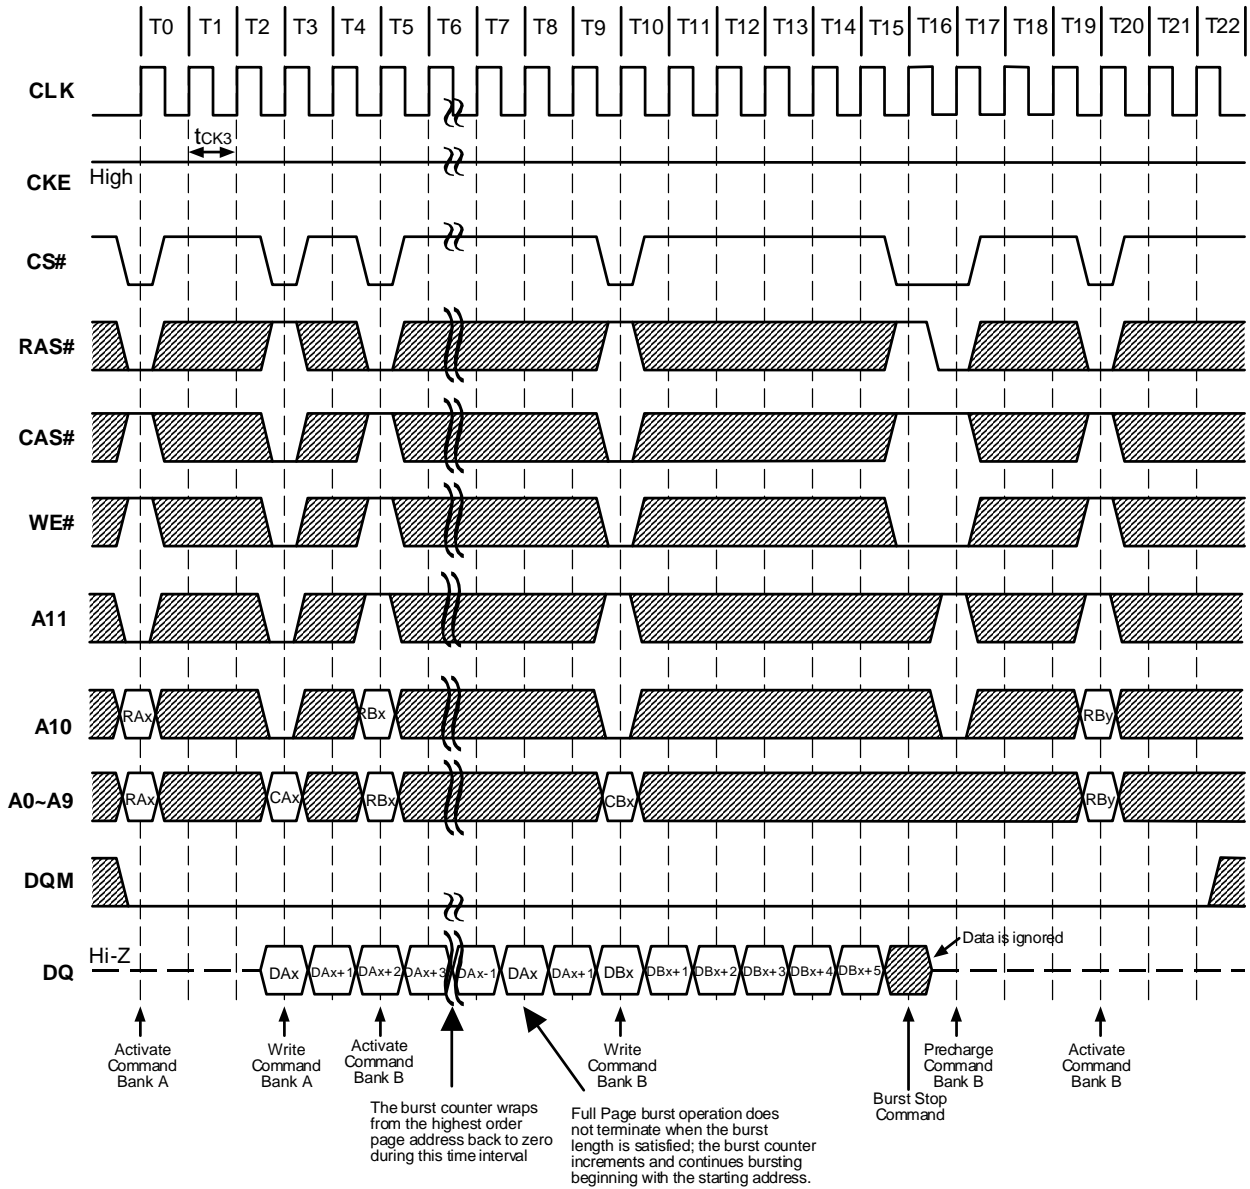 T0 T1 T2 T3 T4 T5 T6 T7 T8 T9 T10 T11 T12 T13 T14 T15 T16 T17 T18 T19 T20 T21 T22
CLK
tCK3
CKE High
CS#
RAS#
CAS#
WE#
A11
A10 RAx RBx RBy
A0~A9 RAx CAx RBx CBx RBy
DQM
Data is ignored
DQ Hi-Z DAx DAx+1 DAx+2 DAx+3 DAx-1 DAx DAx+1 DBx DBx+1 DBx+2 DBx+3 DBx+4 DBx+5
Activate
Command
Bank A
Write
Command
Bank A
Activate
Command
Bank B
The burst counter wraps
from the highest order
page address back to zero
during this time interval
Full Page burst operation does
not terminate when the burst
length is satisfied; the burst counter
increments and continues bursting
beginning with the starting address.
Write
Command
Bank B
Burst Stop
Command
Precharge
Command
Bank B
Activate
Command
Bank B